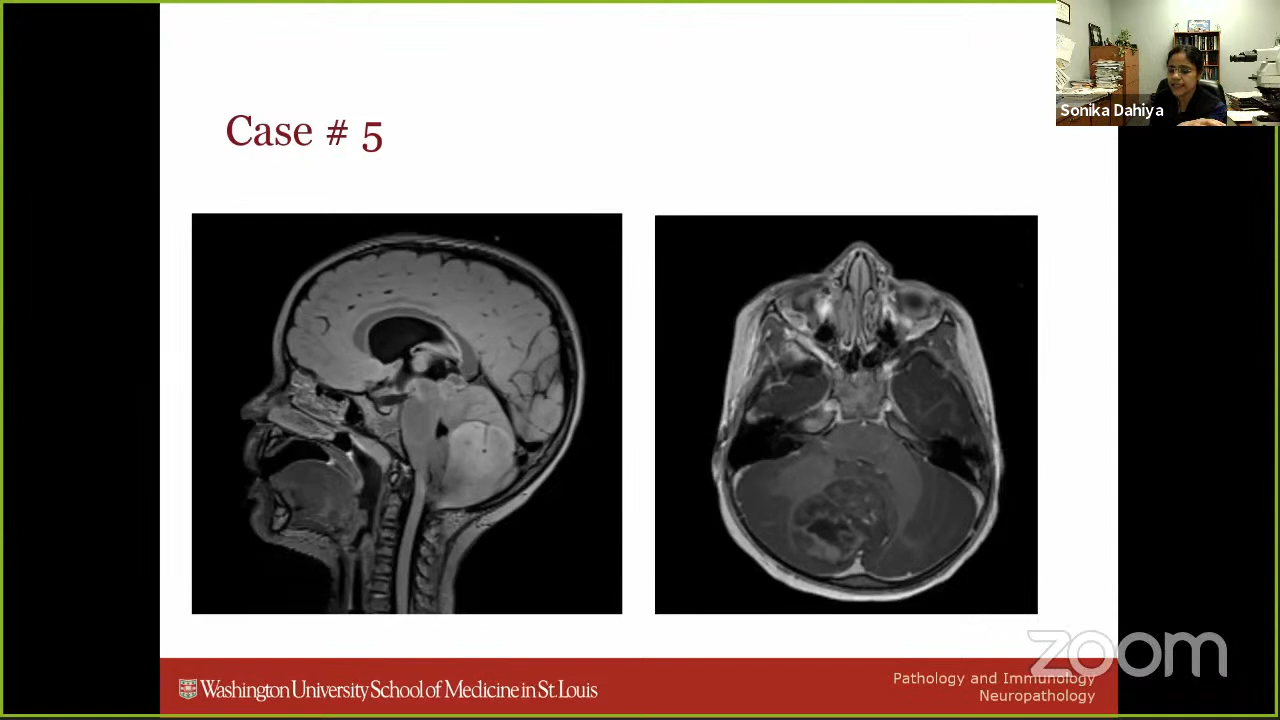 Sonika Dahiya
Case # 5
zoom
Washington University School of Medicine in St. Louis
Pathology and Immunology
Neuropathology